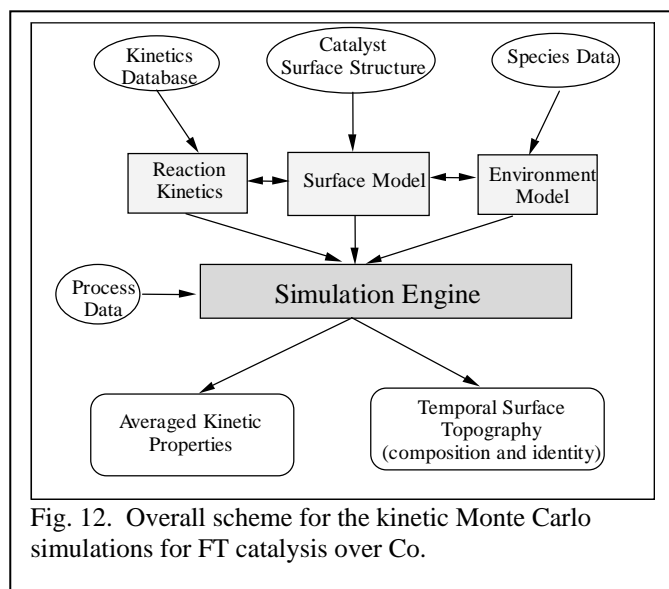 Kinetics
Database
Catalyst
Surface Structure
Species Data
Reaction
Kinetics
Surface Model
Environment
Model
Process
Data
Simulation Engine
Averaged Kinetic
Properties
Temporal Surface
Topography
(composition and identity)
Fig. 12. Overall scheme for the kinetic Monte Carlo
simulations for FT catalysis over Co.